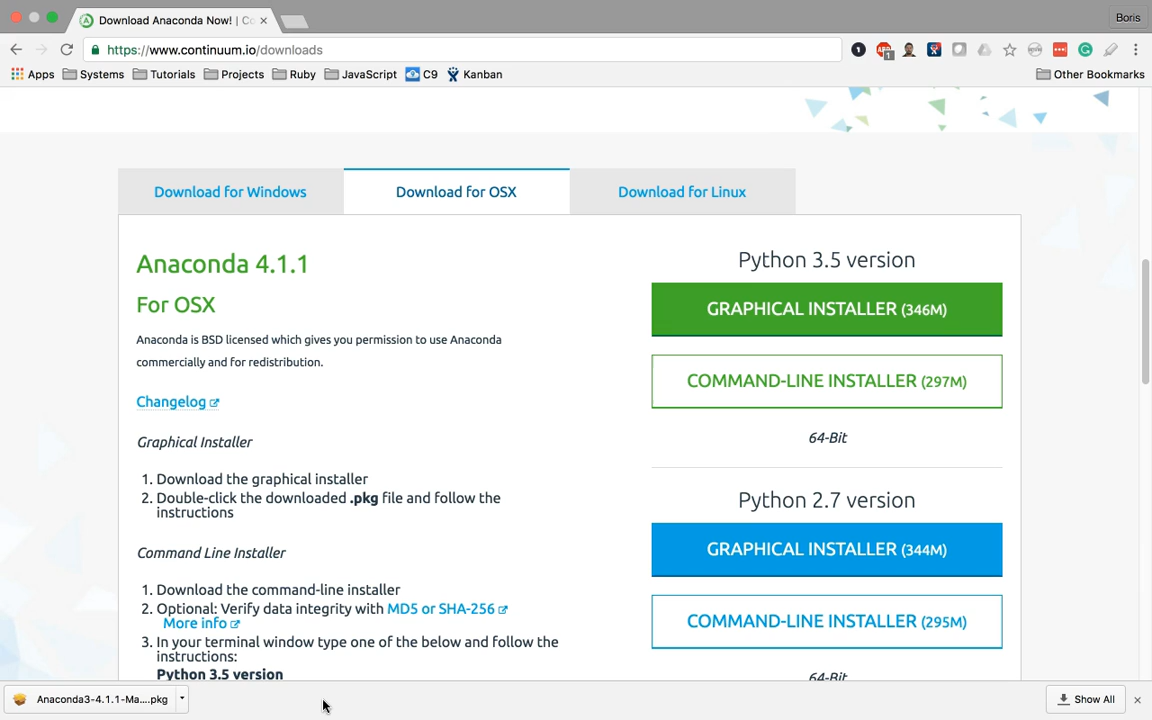 Download Anaconda Now! | Co
Boris
https://www.continuum.io/downloads
Apps Systems Tutorials Projects Ruby JavaScript C9 Kanban Other Bookmarks
Download for Windows Download for OSX Download for Linux
Anaconda 4.1.1
For OSX
Anaconda is BSD licensed which gives you permission to use Anaconda
commercially and for redistribution.
Changelog
Graphical Installer
1. Download the graphical installer
2. Double-click the downloaded .pkg file and follow the
instructions
Command Line Installer
1. Download the command-line installer
2. Optional: Verify data integrity with MD5 or SHA-256
More info
3. In your terminal window type one of the below and follow the
instructions:
Python 3.5 version
Python 3.5 version
GRAPHICAL INSTALLER (346M)
COMMAND-LINE INSTALLER (297M)
64-Bit
Python 2.7 version
GRAPHICAL INSTALLER (344M)
COMMAND-LINE INSTALLER (295M)
64-Bit
Anaconda3-4.1.1-Ma....pkg
Show All